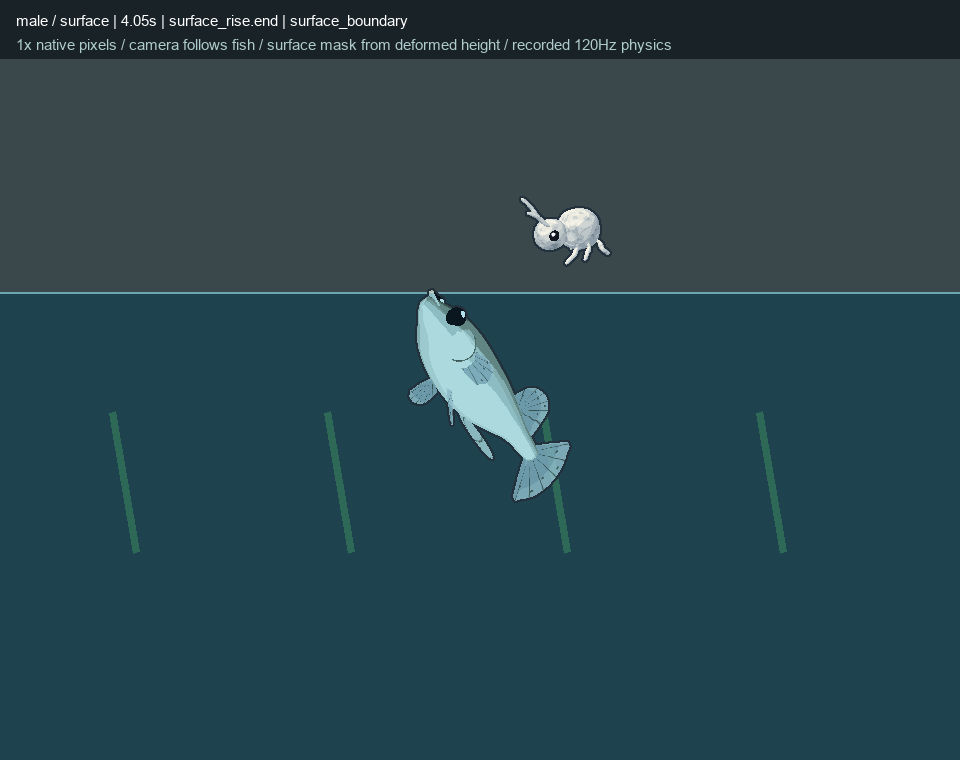 male / surface | 4.05s | surface_rise.end | surface_boundary
1x native pixels / camera follows fish / surface mask from deformed height / recorded 120Hz physics